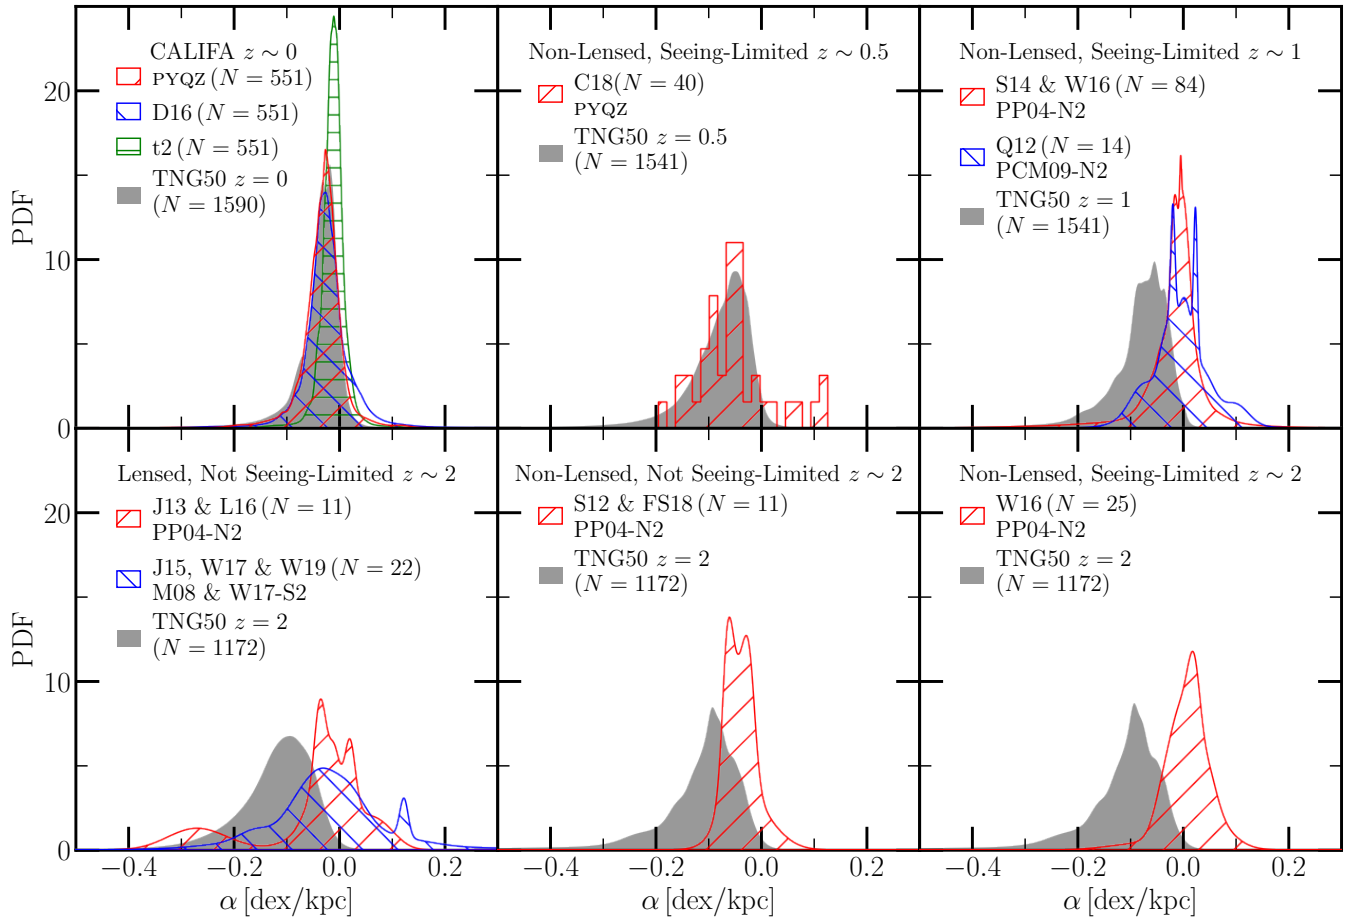 CALIFA z ∼ 0
PYQZ (N = 551)
D16 (N = 551)
t2 (N = 551)
TNG50 z = 0
(N = 1590)
PDF
20
10
0
Non-Lensed, Seeing-Limited z ∼ 0.5
C18(N = 40)
PYQZ
TNG50 z = 0.5
(N = 1541)
Non-Lensed, Seeing-Limited z ∼ 1
S14 & W16 (N = 84)
PP04-N2
Q12 (N = 14)
PCM09-N2
TNG50 z = 1
(N = 1541)
Lensed, Not Seeing-Limited z ∼ 2
J13 & L16 (N = 11)
PP04-N2
J15, W17 & W19 (N = 22)
M08 & W17-S2
TNG50 z = 2
(N = 1172)
PDF
20
10
0
−0.4 −0.2 0.0 0.2
α [dex/kpc]
Non-Lensed, Not Seeing-Limited z ∼ 2
S12 & FS18 (N = 11)
PP04-N2
TNG50 z = 2
(N = 1172)
−0.4 −0.2 0.0 0.2
α [dex/kpc]
Non-Lensed, Seeing-Limited z ∼ 2
W16 (N = 25)
PP04-N2
TNG50 z = 2
(N = 1172)
−0.4 −0.2 0.0 0.2
α [dex/kpc]